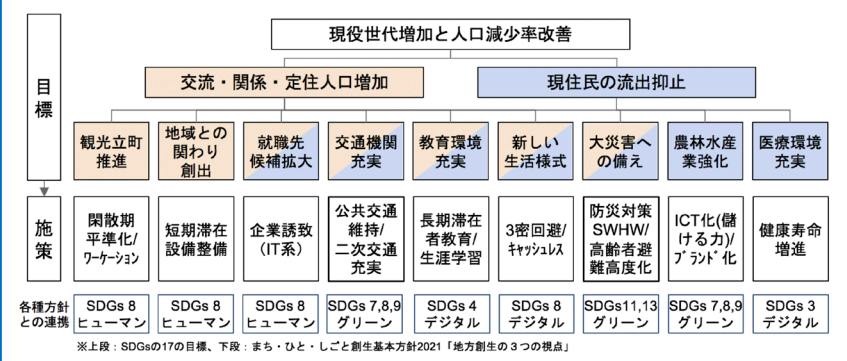 現役世代増加と人口減少率改善
目標
交流・関係・定住人口増加
現住民の流出抑止
観光立町
推進
地域との
関わり
創出
就職先
候補拡大
交通機関
充実
教育環境
充実
新しい
生活様式
大災害へ
の備え
農林水産
業強化
医療環境
充実
施策
閑散期
平準化/
ﾜｰケーション
短期滞在
設備整備
企業誘致
（IT系）
公共交通
維持/
二次交通
充実
長期滞在
者教育/
生涯学習
3密回避/
ｷｬｯｼｭﾚｽ
防災対策
SWHW/
高齢者避
難高度化
ICT化(儲
ける力)/
ﾌﾞﾗﾝﾄﾞ化
健康寿命
増進
各種方針
との連携
SDGs 8
ヒューマン
SDGs 8
ヒューマン
SDGs 8
ヒューマン
SDGs 7,8,9
グリーン
SDGs 4
デジタル
SDGs 8
デジタル
SDGs11,13
グリーン
SDGs 7,8,9
グリーン
SDGs 3
デジタル
※上段：SDGsの17の目標、下段：まち・ひと・しごと創生基本方針2021「地方創生の３つの視点」